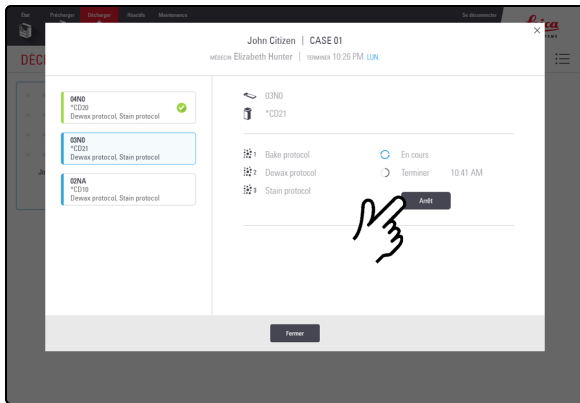 État Précharger Décharger Réactifs Maintenance Se déconnecter
John Citizen | CASE 01
MÉDECIN Elizabeth Hunter | TERMINER 10:26 PM LUN.
DÉC
04N0
*CD20
Dewax protocol, Stain protocol
03N0
*CD21
Dewax protocol, Stain protocol
02NA
*CD10
Dewax protocol, Stain protocol
Jo
03N0
*CD21
1 Bake protocol En cours
2 Dewax protocol Terminer 10:41 AM
3 Stain protocol Arrêt
Fermer